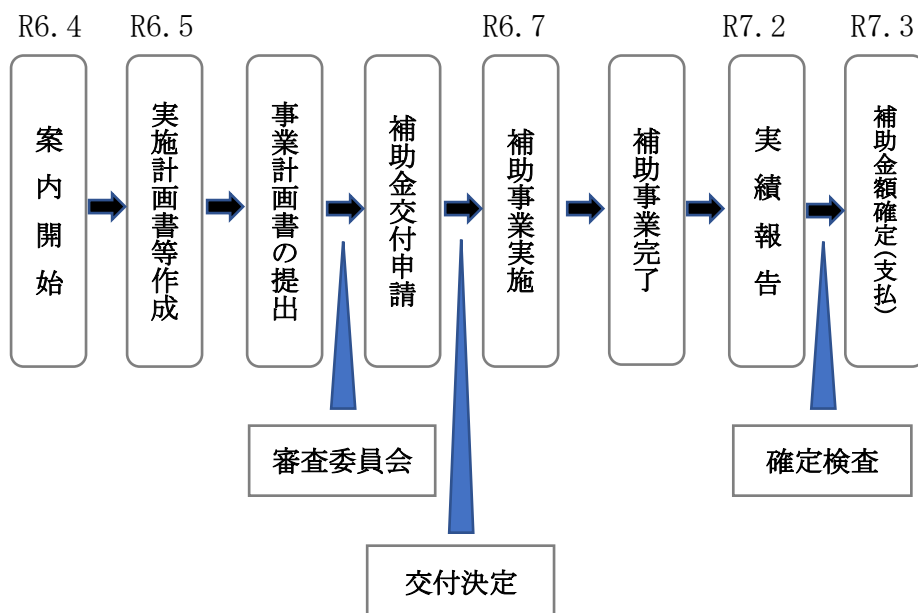 R6.4
R6.5
R6.7
R7.2
R7.3
案内開始
実施計画書等作成
事業計画書の提出
補助金交付申請
補助事業実施
補助事業完了
実績報告
補助金額確定(支払)
審査委員会
確定検査
交付決定